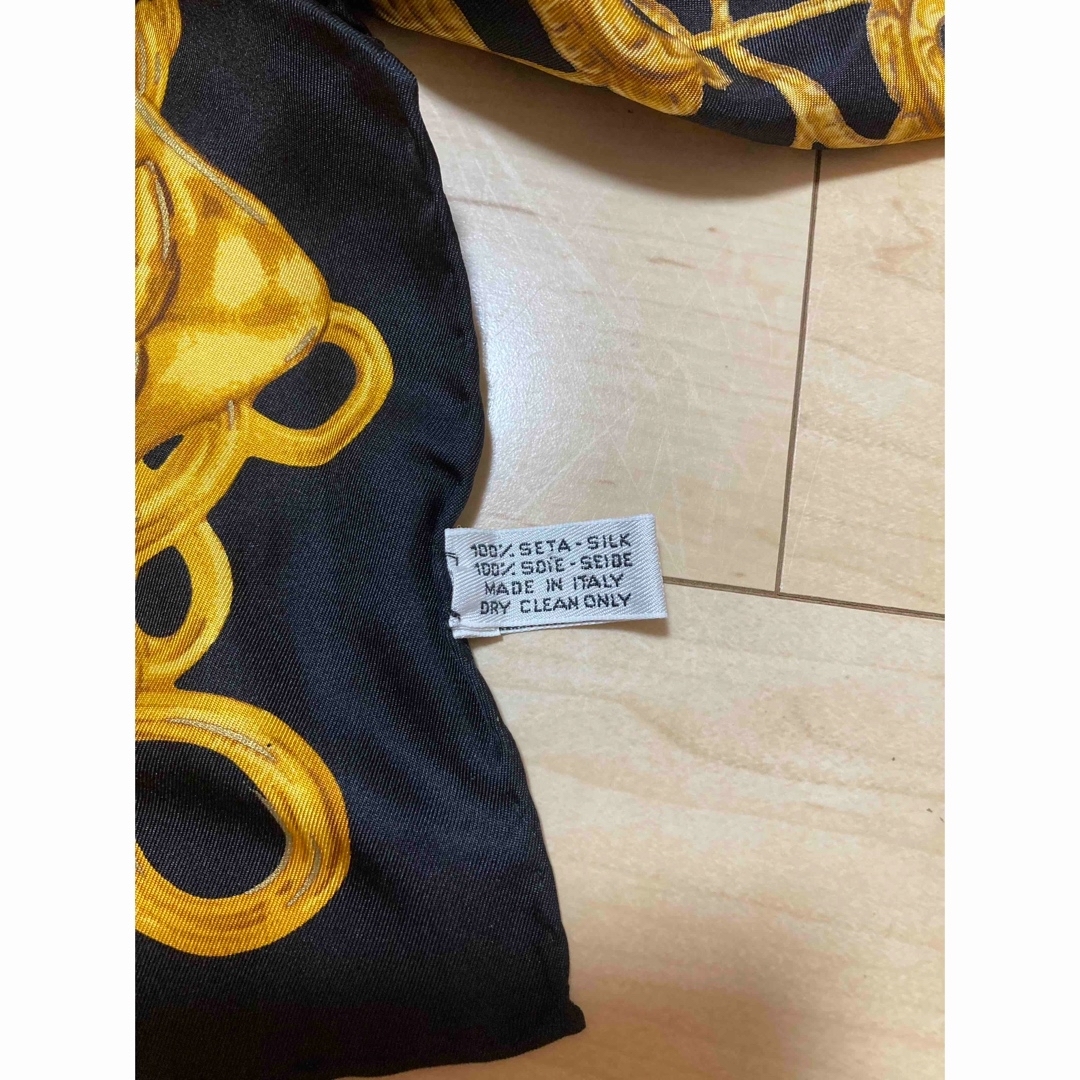 100% SETA - SILK
100% SOIE - SEIDE
MADE IN ITALY
DRY CLEAN ONLY